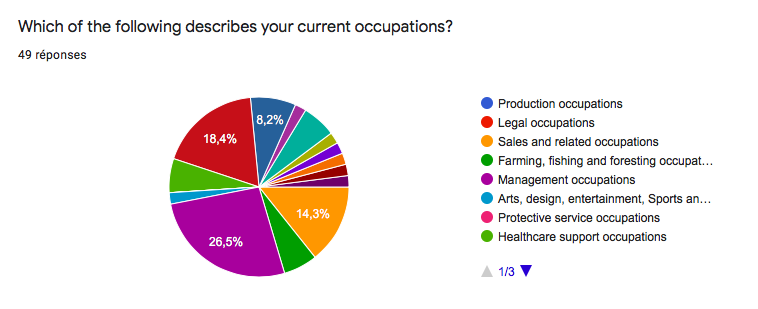 Which of the following describes your current occupations?
49 réponses
8,2%
18,4%
14,3%
26,5%
Production occupations
Legal occupations
Sales and related occupations
Farming, fishing and foresting occupat...
Management occupations
Arts, design, entertainment, Sports an...
Protective service occupations
Healthcare support occupations
1/3